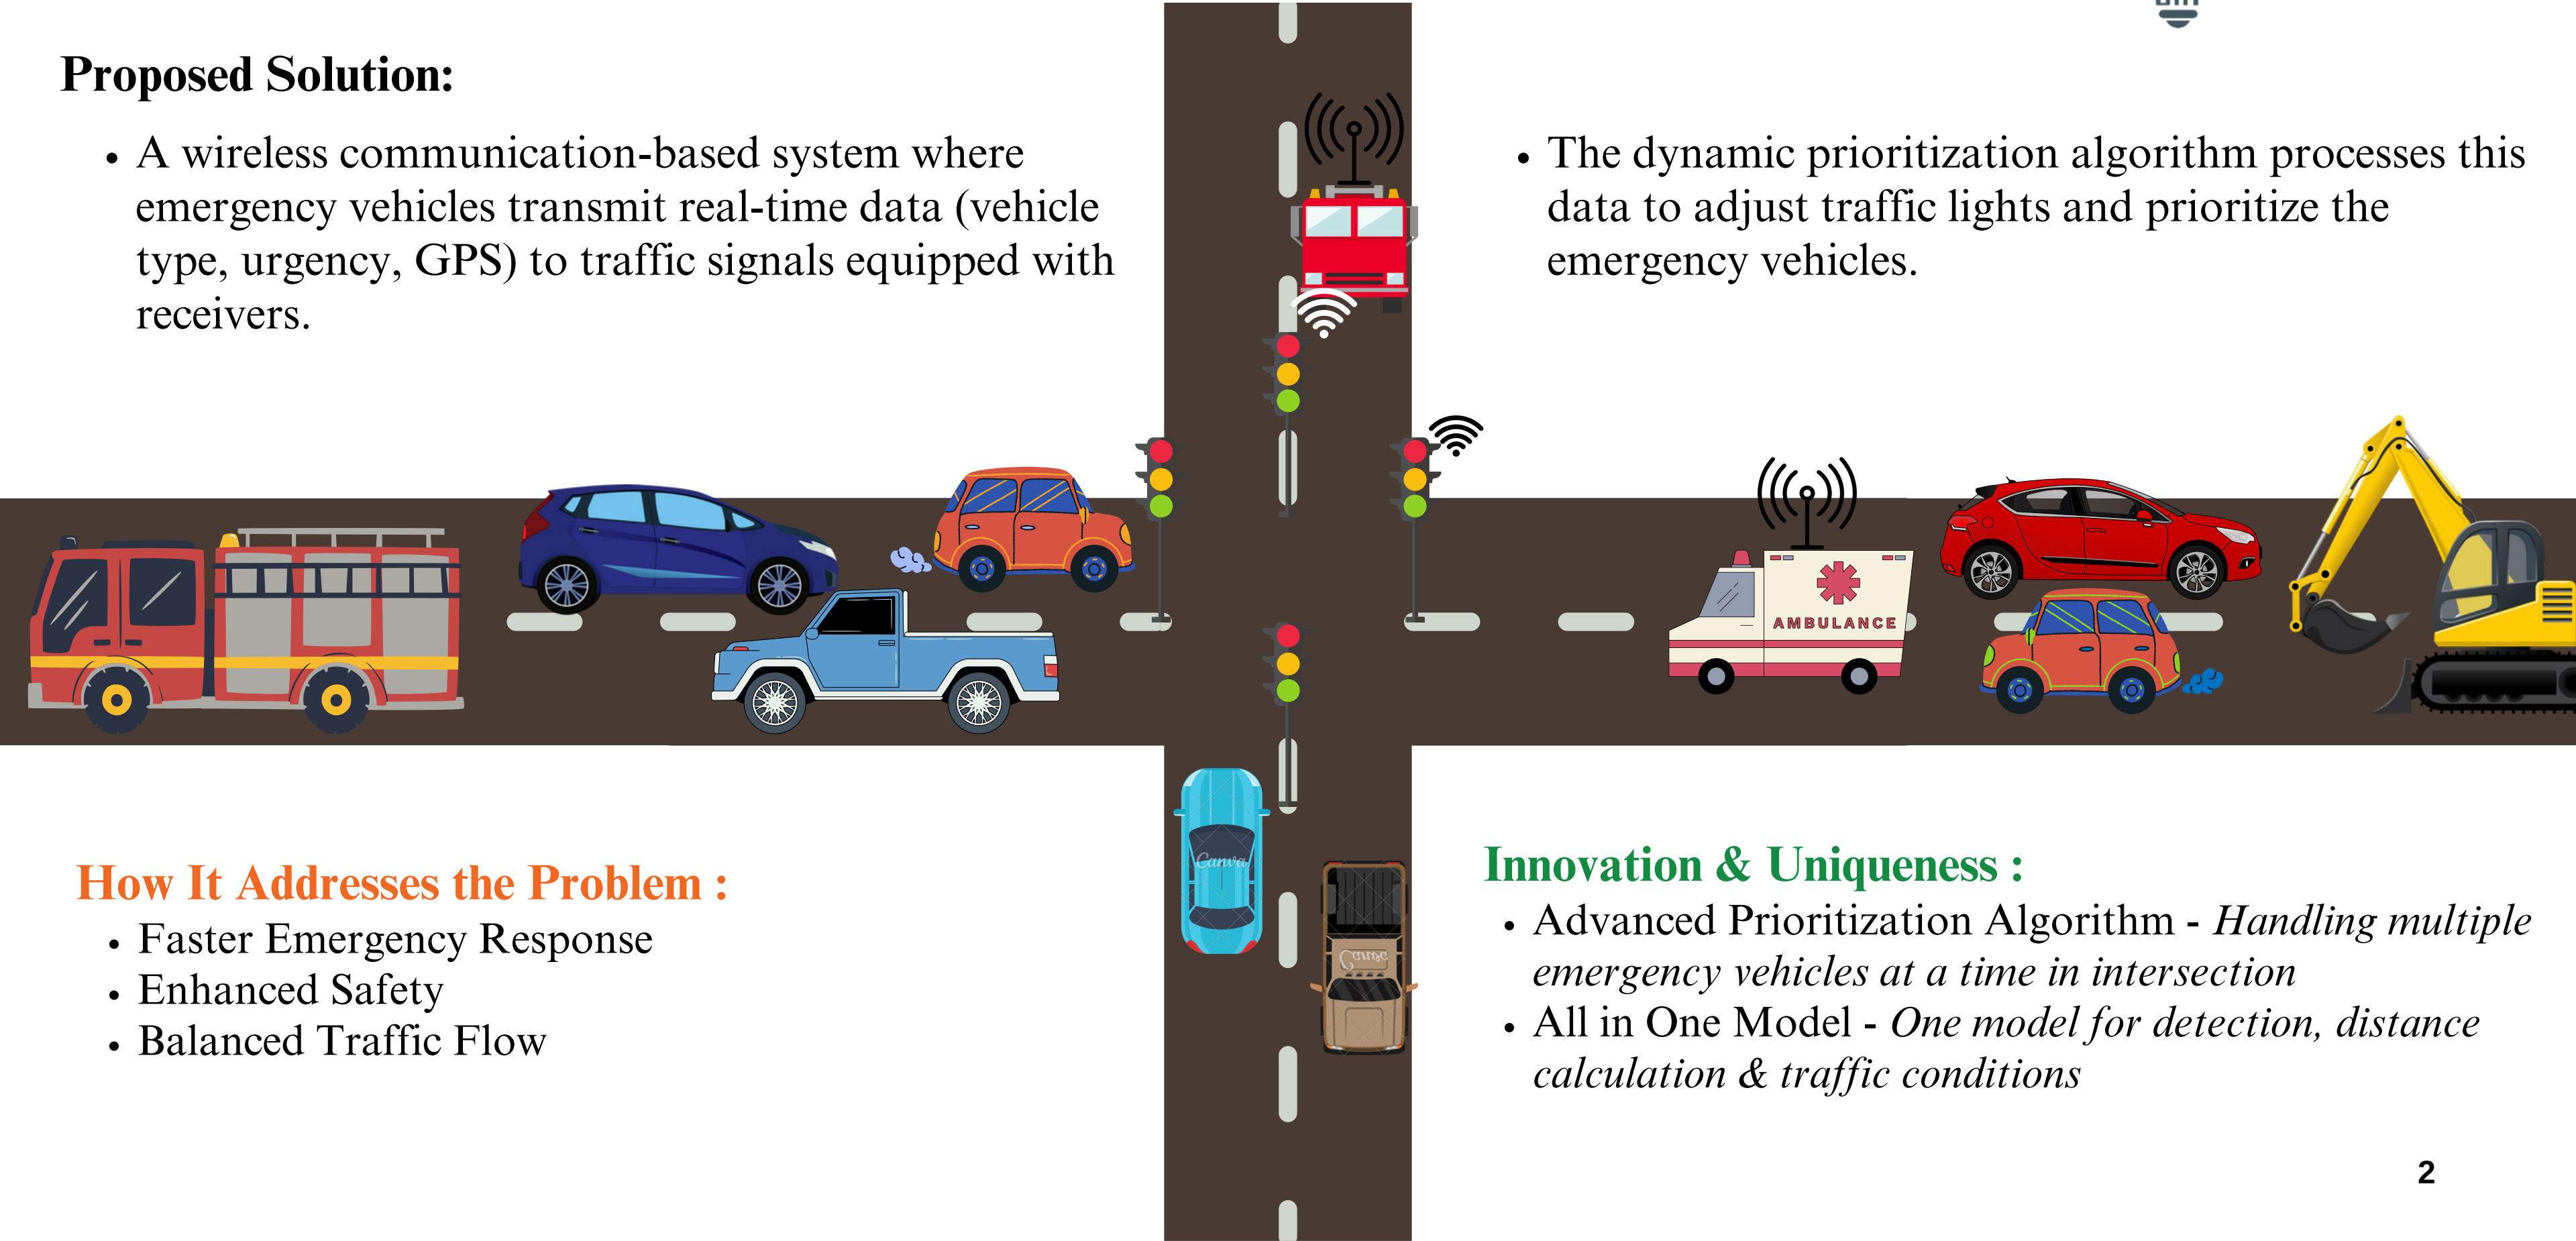 Proposed Solution:
• A wireless communication-based system where
emergency vehicles transmit real-time data (vehicle
type, urgency, GPS) to traffic signals equipped with
receivers.
• The dynamic prioritization algorithm processes this
data to adjust traffic lights and prioritize the
emergency vehicles.
AMBULANCE
How It Addresses the Problem :
• Faster Emergency Response
• Enhanced Safety
• Balanced Traffic Flow
Canva
Canva
Innovation & Uniqueness :
• Advanced Prioritization Algorithm - Handling multiple
emergency vehicles at a time in intersection
• All in One Model - One model for detection, distance
calculation & traffic conditions
2